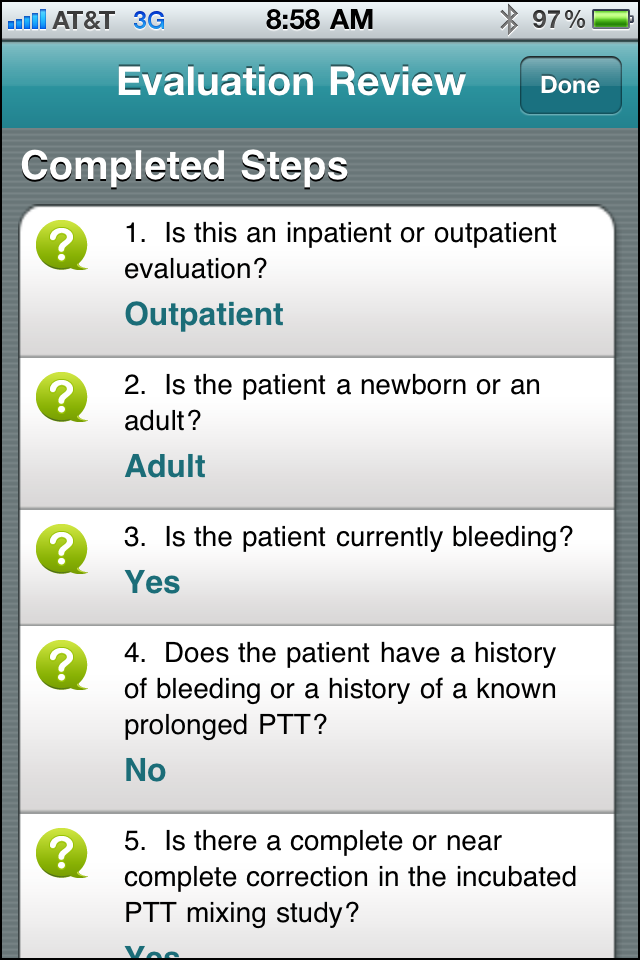 AT&T 3G 8:58 AM 97%
Evaluation Review
Done
Completed Steps
1. Is this an inpatient or outpatient
evaluation?
Outpatient
2. Is the patient a newborn or an
adult?
Adult
3. Is the patient currently bleeding?
Yes
4. Does the patient have a history
of bleeding or a history of a known
prolonged PTT?
No
5. Is there a complete or near
complete correction in the incubated
PTT mixing study?
Yes